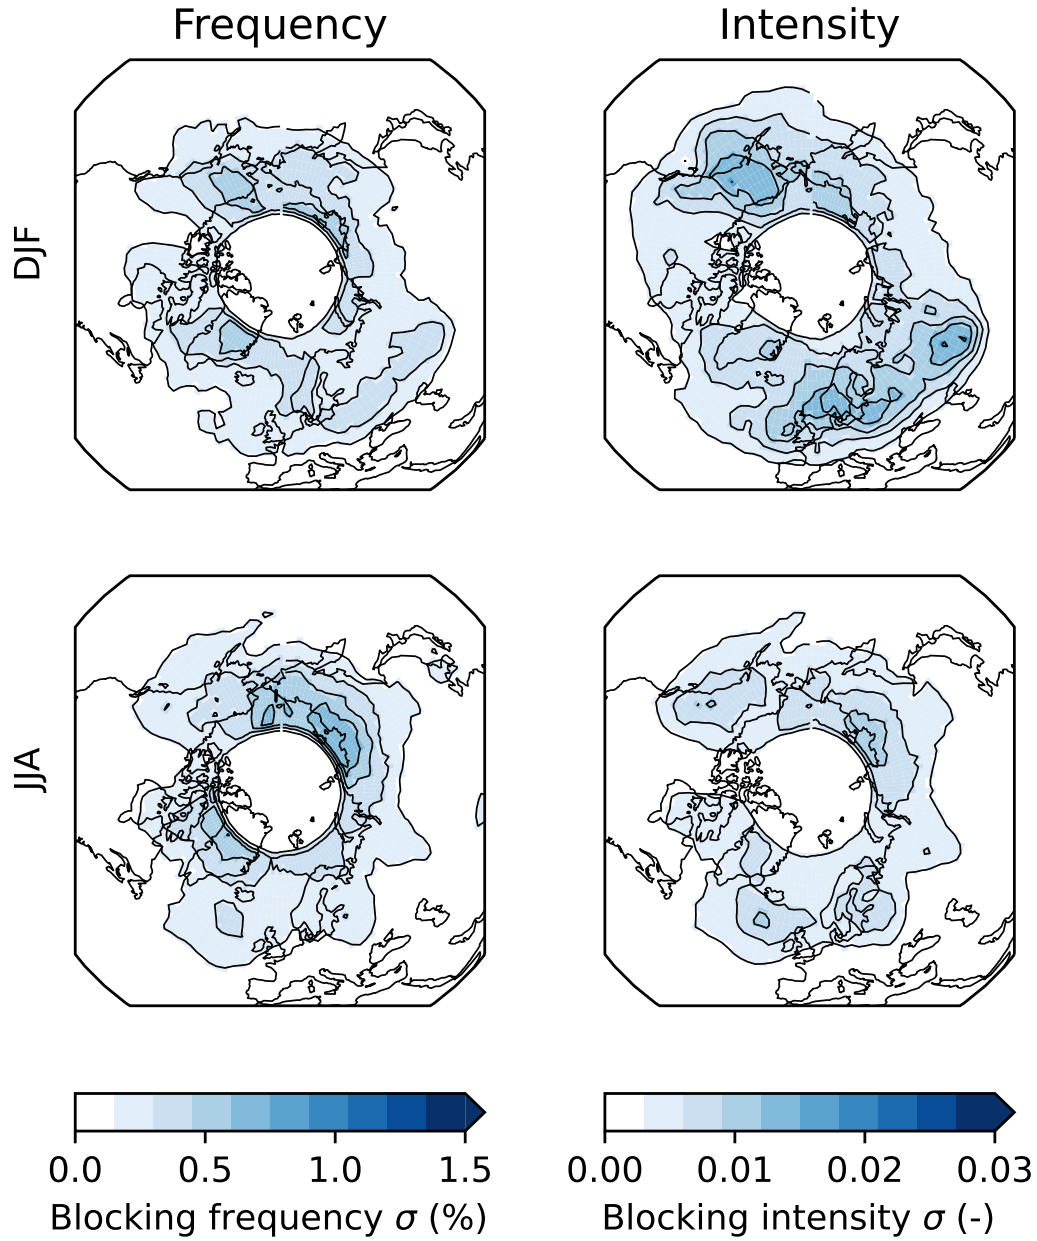 Frequency Intensity
DJF
JJA
0.0 0.5 1.0 1.5 0.00 0.01 0.02 0.03
Blocking frequency σ (%) Blocking intensity σ (-)